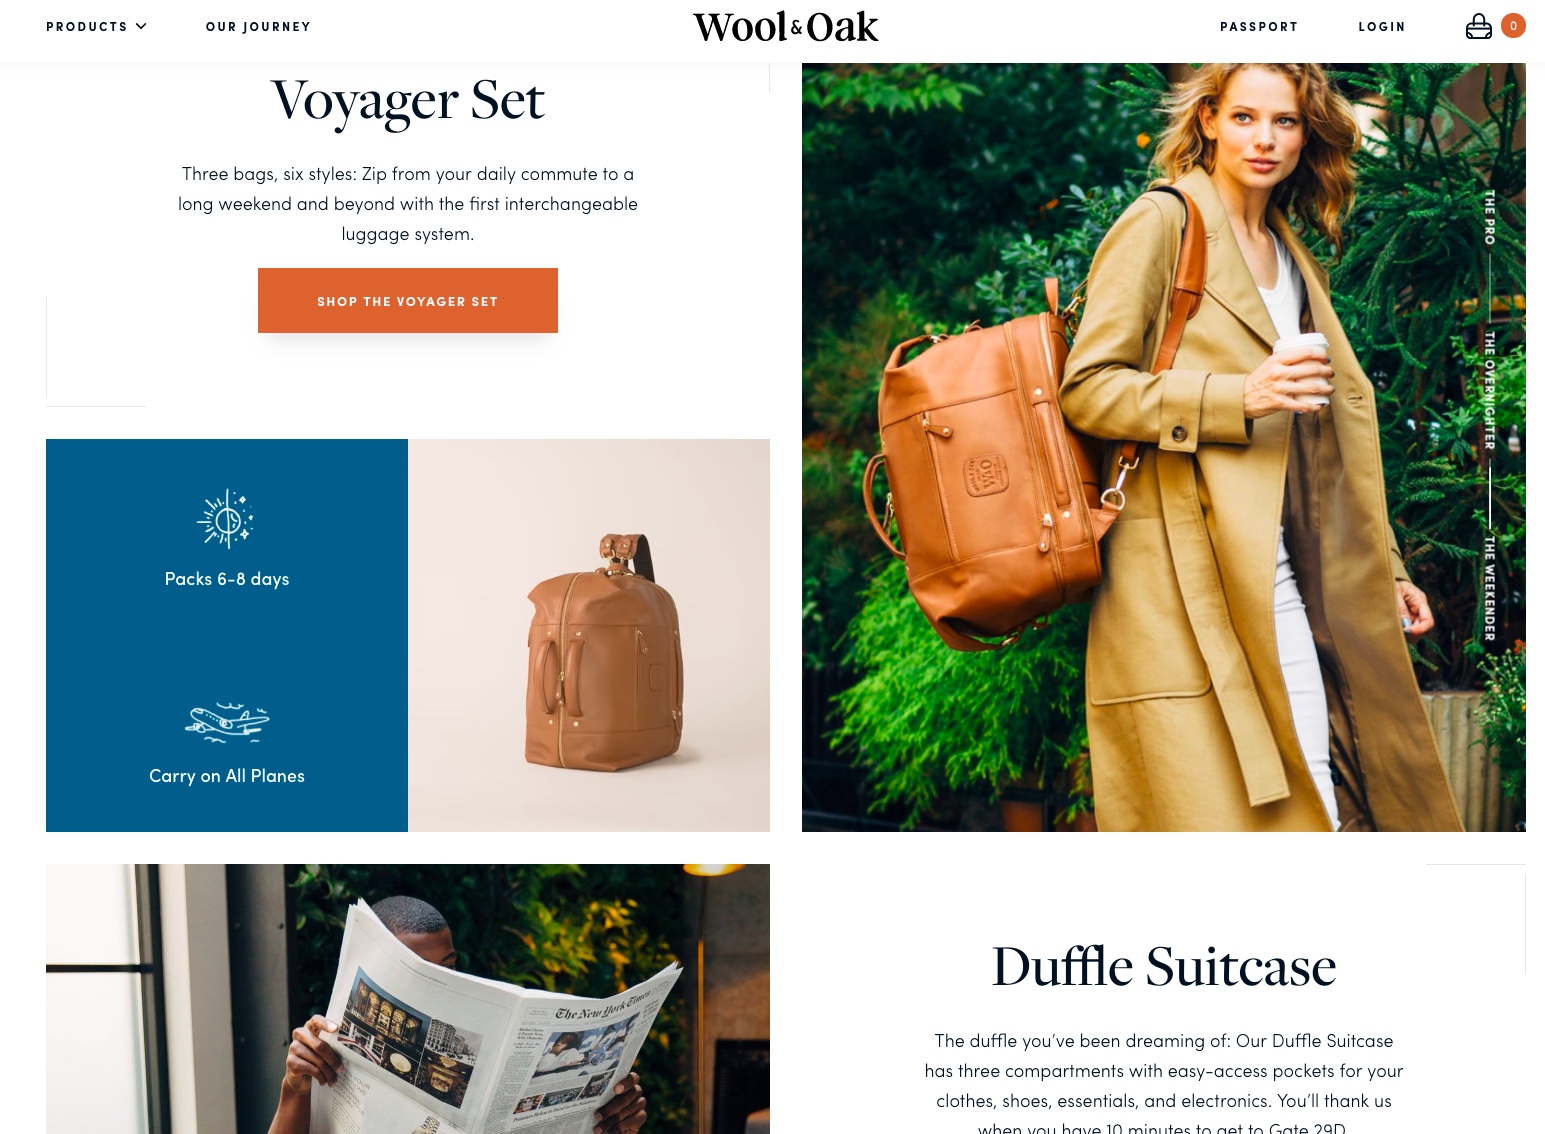 PRODUCTS
OUR JOURNEY
Wool&Oak
PASSPORT
LOGIN
0
Voyager Set
Three bags, six styles: Zip from your daily commute to a
long weekend and beyond with the first interchangeable
luggage system.
SHOP THE VOYAGER SET
THE PRO
THE OVERNIGHTER
THE WEEKENDER
WO
Packs 6-8 days
Carry on All Planes
The New York Times
Duffle Suitcase
The duffle you’ve been dreaming of: Our Duffle Suitcase
has three compartments with easy-access pockets for your
clothes, shoes, essentials, and electronics. You’ll thank us
when you have 10 minutes to get to Gate 29D.